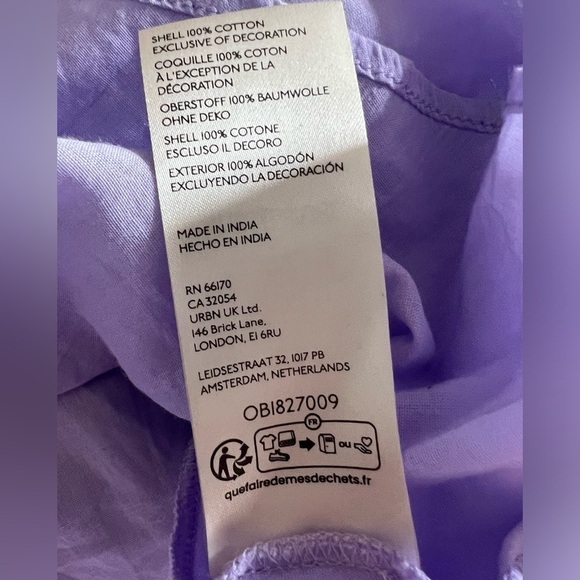 SHELL 100% COTTON
EXCLUSIVE OF DECORATION
COQUILLE 100% COTON
À L'EXCEPTION DE LA
DÉCORATION
OBERSTOFF 100% BAUMWOLLE
OHNE DEKO
SHELL 100% COTONE
ESCLUSO IL DECORO
EXTERIOR 100% ALGODÓN
EXCLUYENDO LA DECORACIÓN
MADE IN INDIA
HECHO EN INDIA
RN 66170
CA 32054
URBN UK Ltd.
146 Brick Lane,
LONDON, E1 6RU
LEIDSESTRAAT 32, 1017 PB
AMSTERDAM, NETHERLANDS
OB1827009
FR
OU
quefairedemesdechets.fr